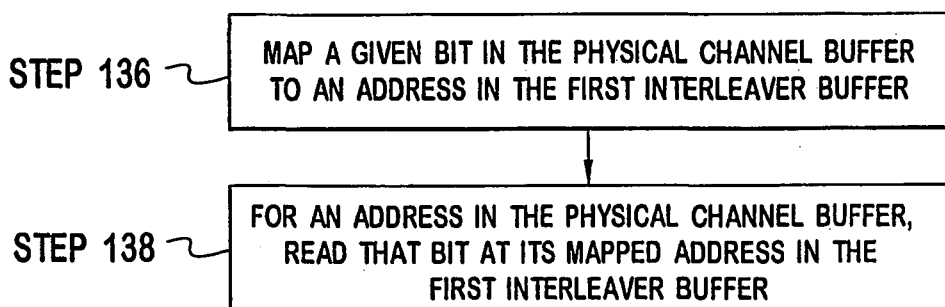 STEP 136
MAP A GIVEN BIT IN THE PHYSICAL CHANNEL BUFFER
TO AN ADDRESS IN THE FIRST INTERLEAVER BUFFER
STEP 138
FOR AN ADDRESS IN THE PHYSICAL CHANNEL BUFFER,
READ THAT BIT AT ITS MAPPED ADDRESS IN THE
FIRST INTERLEAVER BUFFER